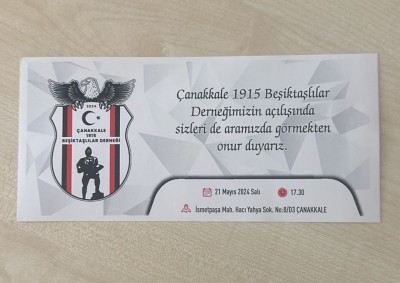 2024
ÇANAKKALE
1915
BEŞİKTAŞLILAR DERNEĞİ
Çanakkale 1915 Beşiktaşlılar
Derneğimizin açılışında
sizleri de aramızda görmekten
onur duyarız.
21 Mayıs 2024 Salı
17.30
İsmetpaşa Mah. Hacı Yahya Sok. No:8/D3 ÇANAKKALE